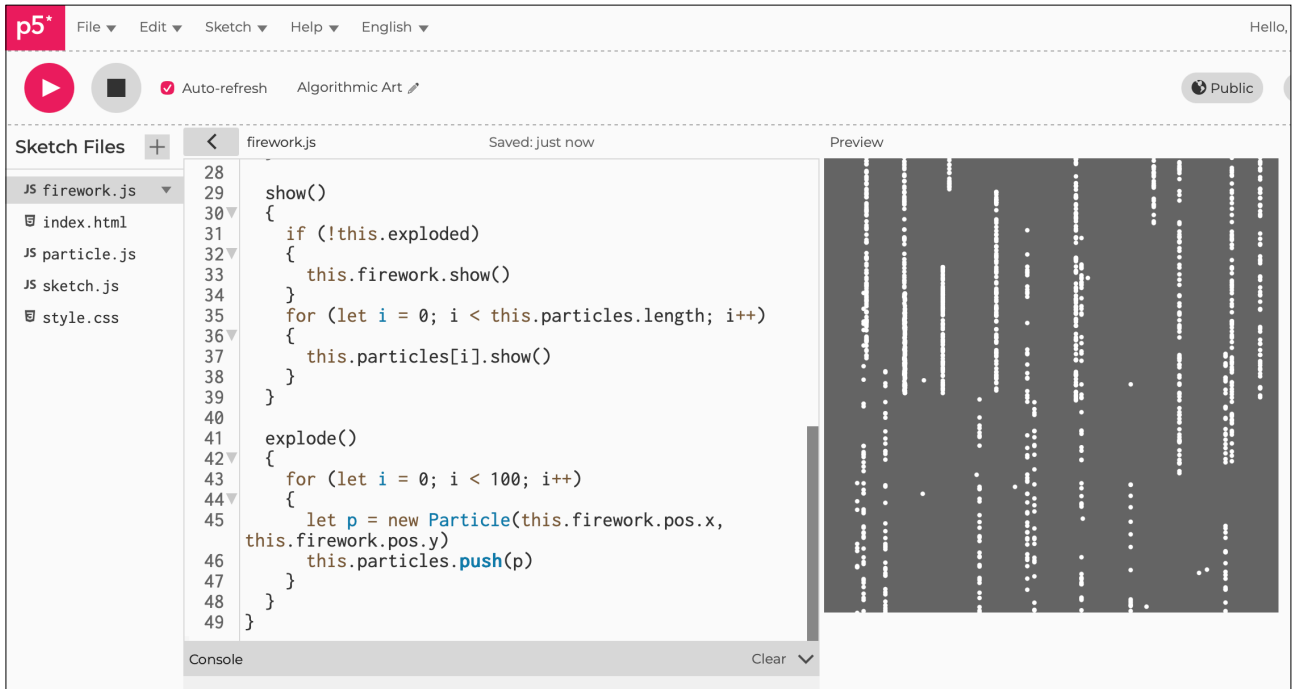 p5* File Edit Sketch Help English Hello,
Auto-refresh Algorithmic Art Public
Sketch Files firework.js Saved: just now Preview
JS firework.js
index.html
JS particle.js
JS sketch.js
style.css
28
29 show()
30 {
31 if (!this.exploded)
32 {
33 this.firework.show()
34 }
35 for (let i = 0; i < this.particles.length; i++)
36 {
37 this.particles[i].show()
38 }
39 }
40
41 explode()
42 {
43 for (let i = 0; i < 100; i++)
44 {
45 let p = new Particle(this.firework.pos.x,
this.firework.pos.y)
46 this.particles.push(p)
47 }
48 }
49 }
Console Clear